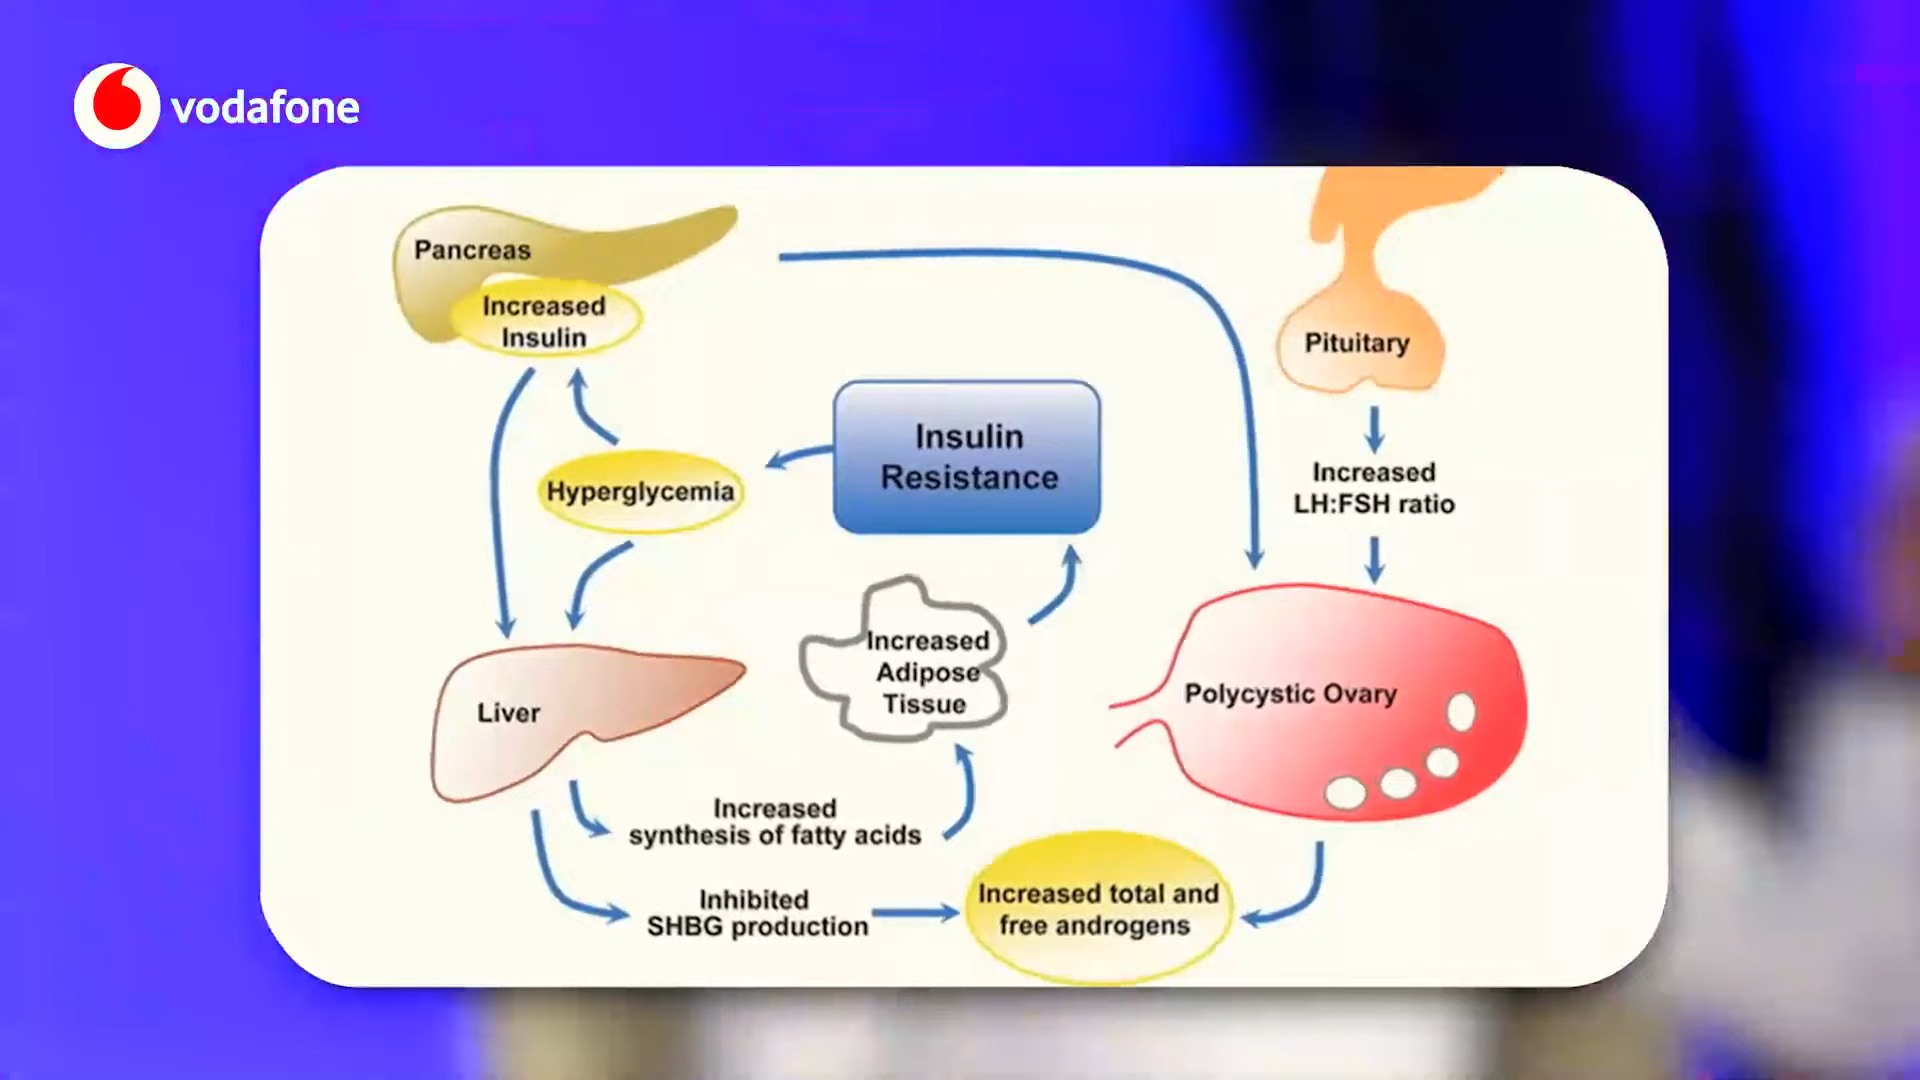 vodafone
Pancreas
Increased
Insulin
Pituitary
Insulin
Resistance
Hyperglycemia
Increased
LH:FSH ratio
Increased
Adipose
Tissue
Liver
Polycystic Ovary
Increased
synthesis of fatty acids
Inhibited
SHBG production
Increased total and
free androgens